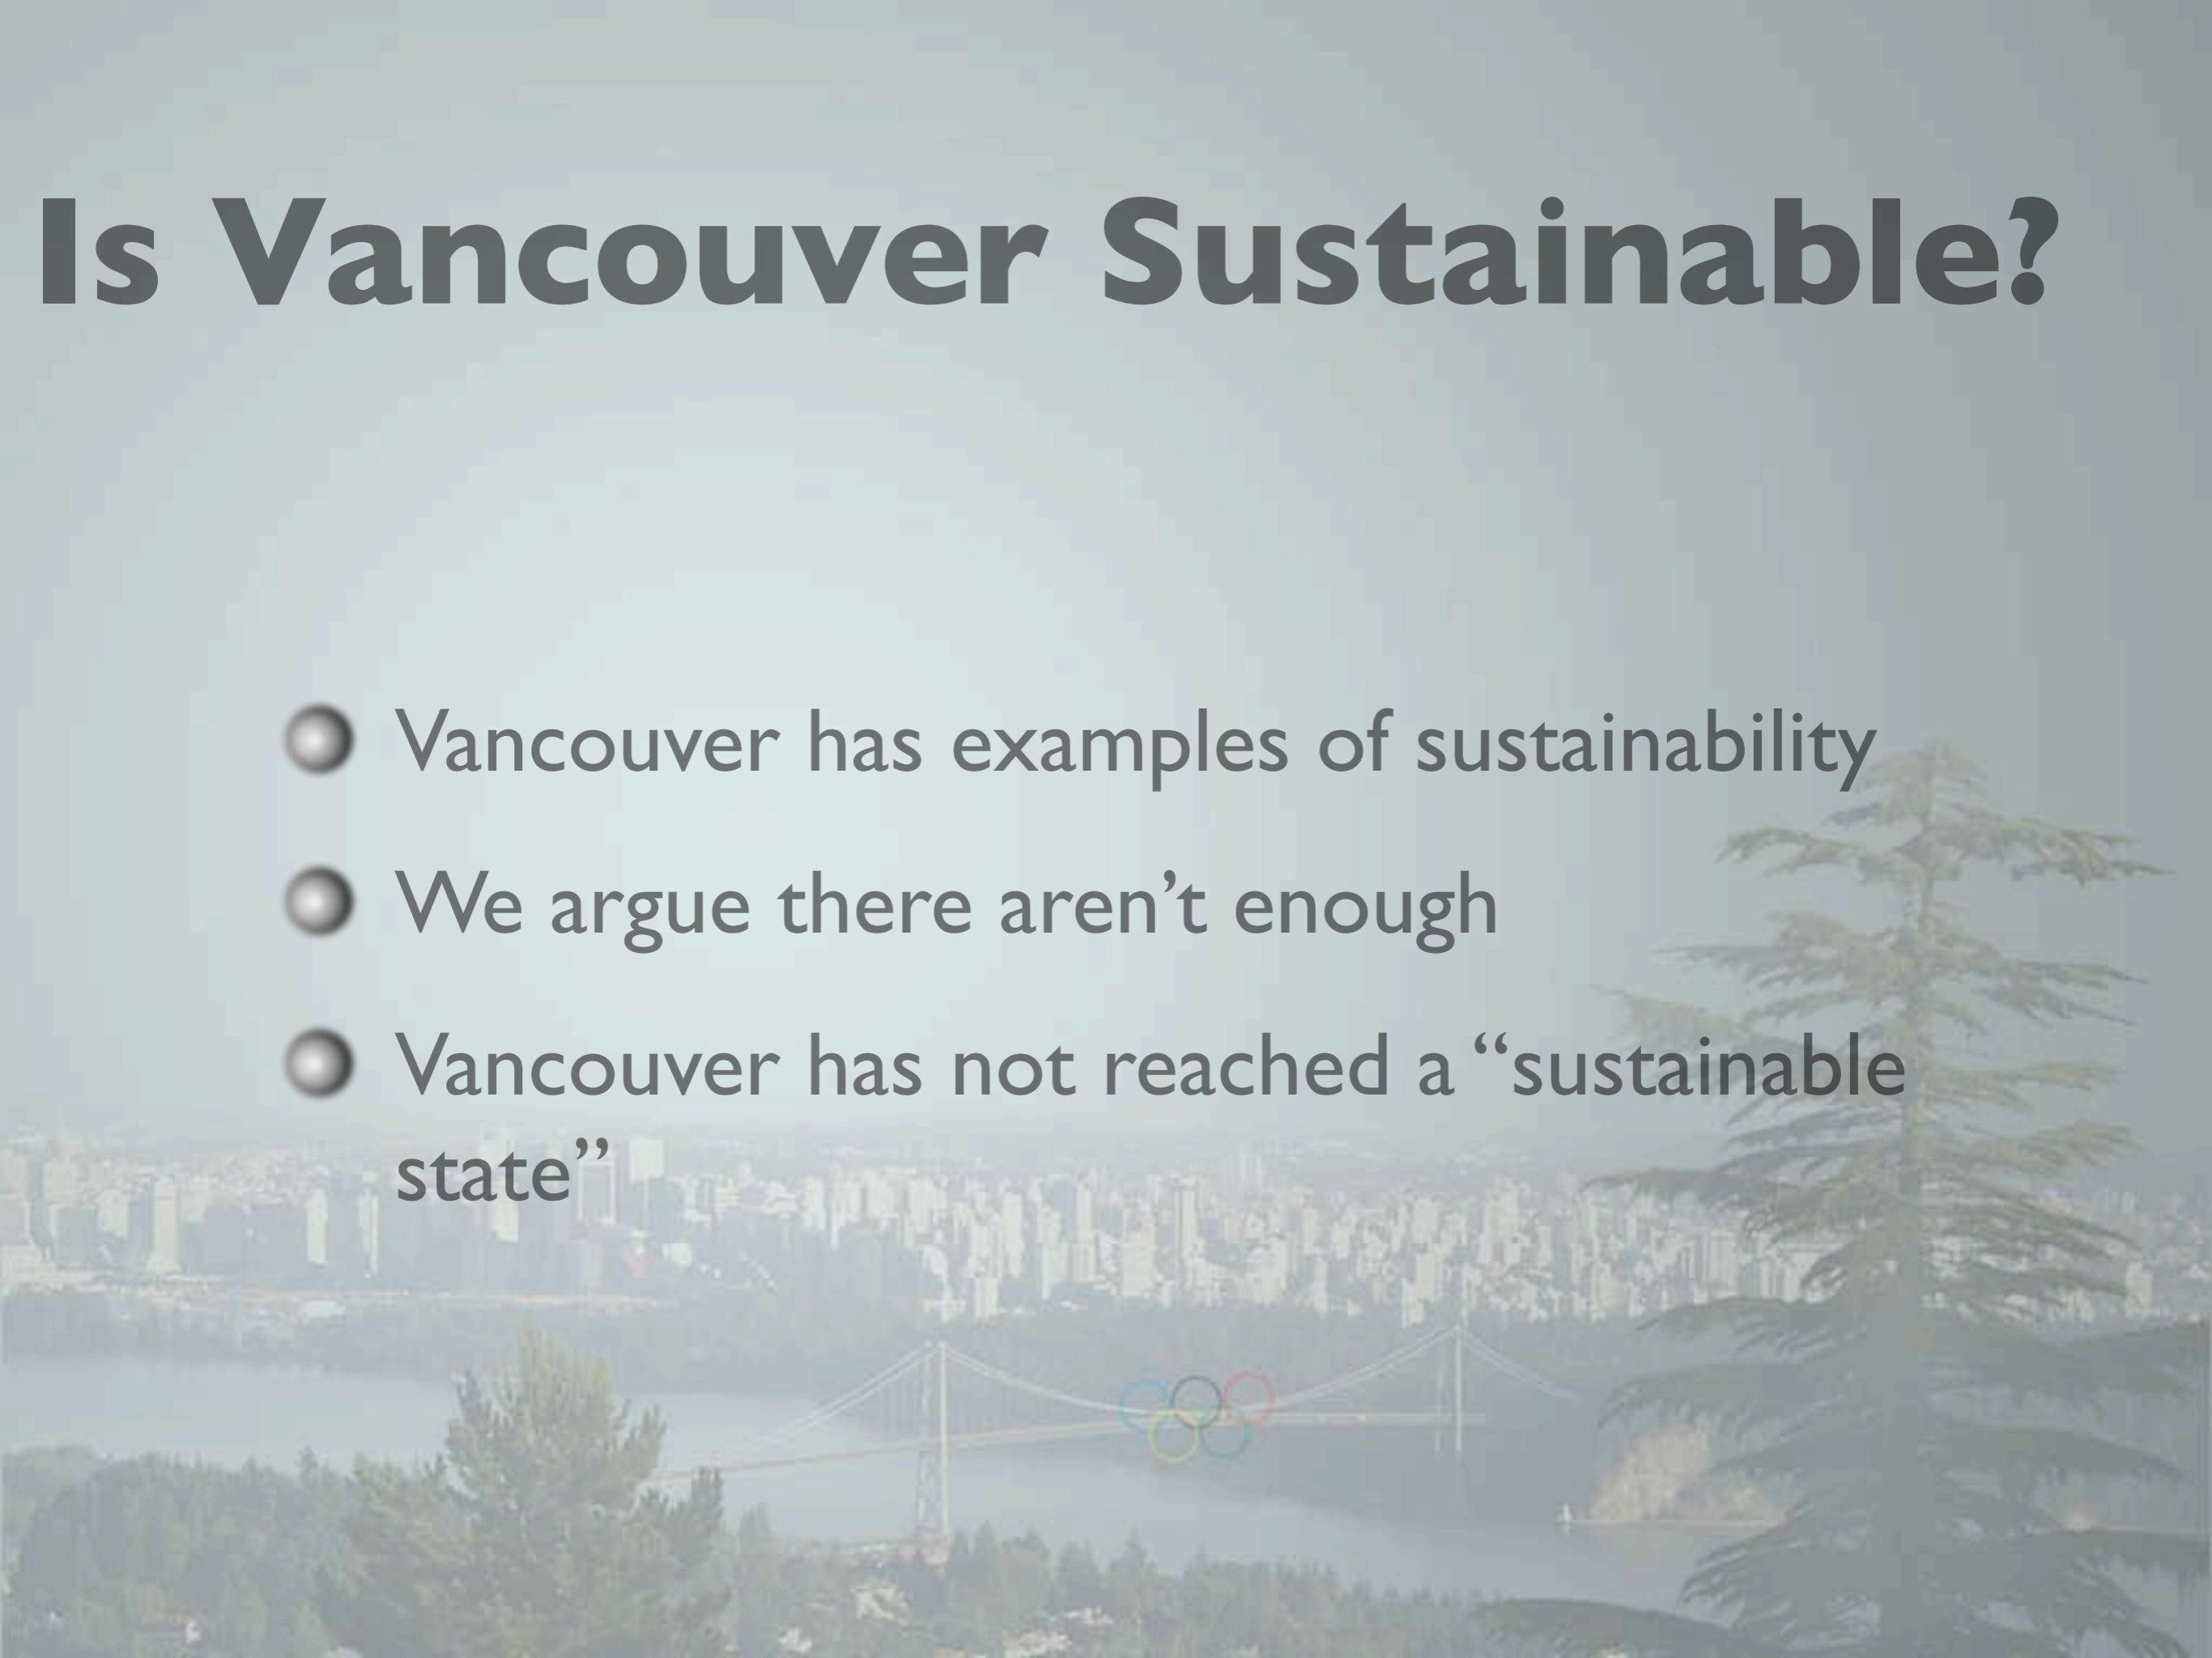 Is Vancouver Sustainable?
Vancouver has examples of sustainability
We argue there aren’t enough
Vancouver has not reached a “sustainable
state”